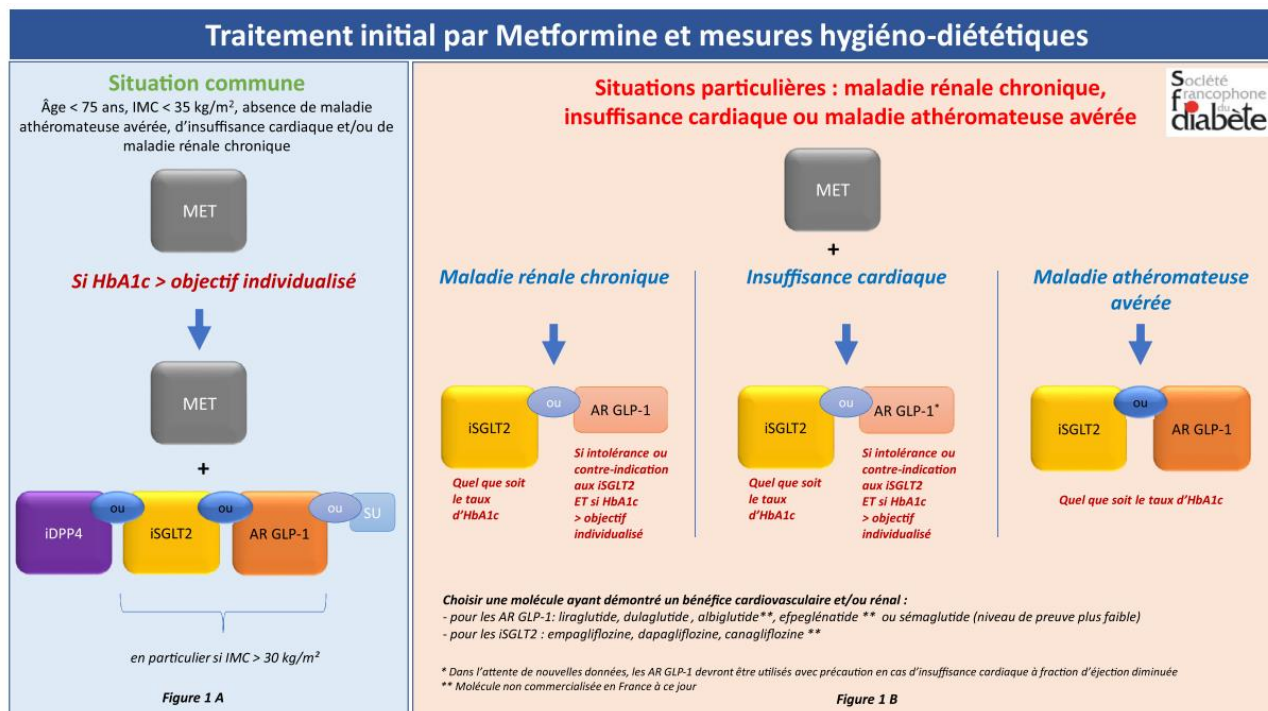 Traitement initial par Metformine et mesures hygiéno-diététiques
Situation commune
Âge < 75 ans, IMC < 35 kg/m², absence de maladie
athéromateuse avérée, d'insuffisance cardiaque et/ou de
maladie rénale chronique
MET
Si HbA1c > objectif individualisé
MET
+
iDPP4
ou
iSGLT2
ou
AR GLP-1
ou
SU
en particulier si IMC > 30 kg/m²
Figure 1 A
Situations particulières : maladie rénale chronique,
insuffisance cardiaque ou maladie athéromateuse avérée
Société
francophone
du
diabète
MET
+
Maladie rénale chronique
iSGLT2
ou
AR GLP-1
Quel que soit
le taux
d'HbA1c
Si intolérance ou
contre-indication
aux iSGLT2
ET si HbA1c
> objectif
individualisé
Insuffisance cardiaque
iSGLT2
ou
AR GLP-1*
Quel que soit
le taux
d'HbA1c
Si intolérance ou
contre-indication
aux iSGLT2
ET si HbA1c
> objectif
individualisé
Maladie athéromateuse
avérée
iSGLT2
ou
AR GLP-1
Quel que soit le taux d'HbA1c
Choisir une molécule ayant démontré un bénéfice cardiovasculaire et/ou rénal :
- pour les AR GLP-1: liraglutide, dulaglutide , albiglutide**, efpeglénatide ** ou sémaglutide (niveau de preuve plus faible)
- pour les iSGLT2 : empagliflozine, dapagliflozine, canagliflozine **
* Dans l'attente de nouvelles données, les AR GLP-1 devront être utilisés avec précaution en cas d'insuffisance cardiaque à fraction d'éjection diminuée
** Molécule non commercialisée en France à ce jour
Figure 1 B